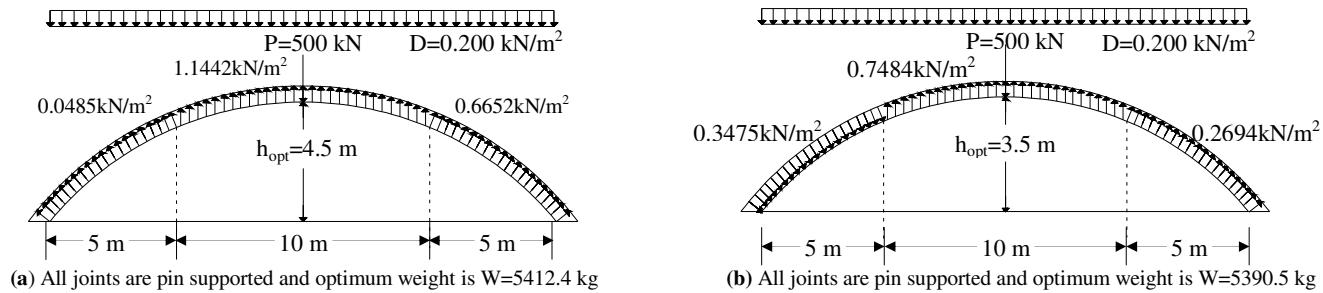 P=500 kN D=0.200 kN/m²
1.1442kN/m²
0.0485kN/m²
0.6652kN/m²
hopt=4.5 m
5 m 10 m 5 m
(a) All joints are pin supported and optimum weight is W=5412.4 kg
P=500 kN D=0.200 kN/m²
0.7484kN/m²
0.3475kN/m²
0.2694kN/m²
hopt=3.5 m
5 m 10 m 5 m
(b) All joints are pin supported and optimum weight is W=5390.5 kg